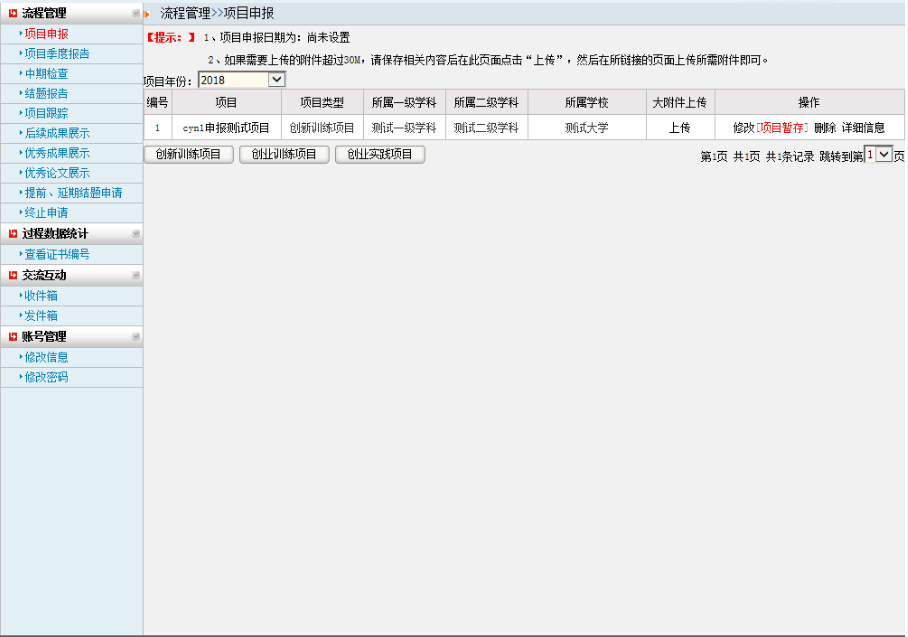 流程管理
项目申报
项目季度报告
中期检查
结题报告
项目跟踪
后续成果展示
优秀成果展示
优秀论文展示
提前、延期结题申请
终止申请
过程数据统计
查看证书编号
交流互动
收件箱
发件箱
账号管理
修改信息
修改密码
流程管理>>项目申报
【提示：】 1、项目申报日期为：尚未设置
2、如果需要上传的附件超过30M，请保存相关内容后在此页面点击“上传”，然后在所链接的页面上传所需附件即可。
项目年份： 2018
编号 项目 项目类型 所属一级学科 所属二级学科 所属学校 大附件上传 操作
1 cyn1申报测试项目 创新训练项目 测试一级学科 测试二级学科 测试大学 上传 修改[项目暂存] 删除 详细信息
创新训练项目 创业训练项目 创业实践项目 第1页 共1页 共1条记录 跳转到第 1 页